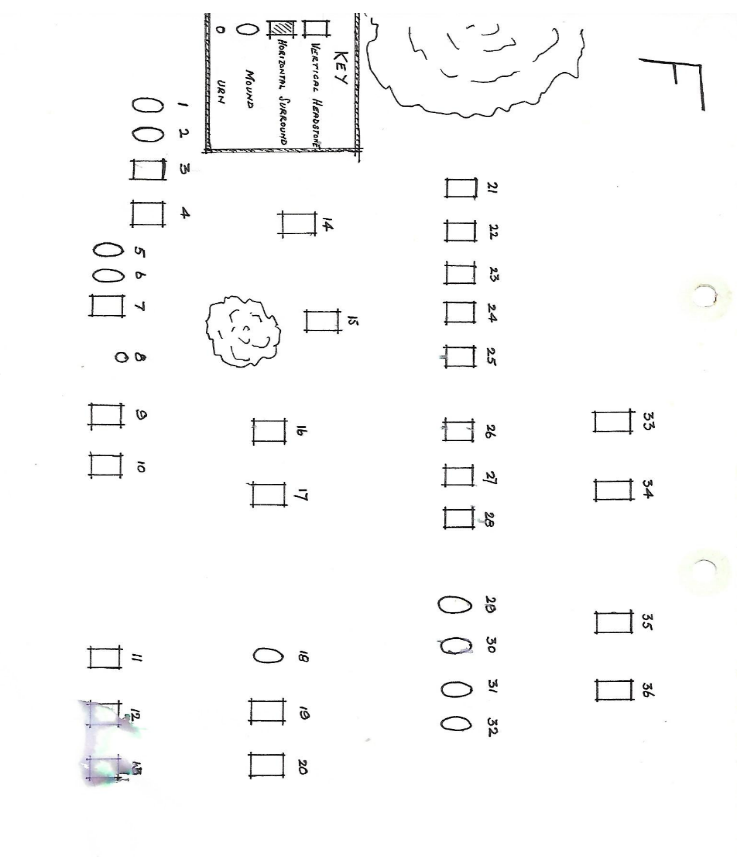 F
33 34 35 36
21 22 23 24 25 26 27 28 29 30 31 32
KEY
VERTICAL HEADSTONE
HORIZONTAL SURROUND
MOUND
URN
14 15 16 17 18 19 20
1 2 3 4 5 6 7 8 9 10 11 12 13